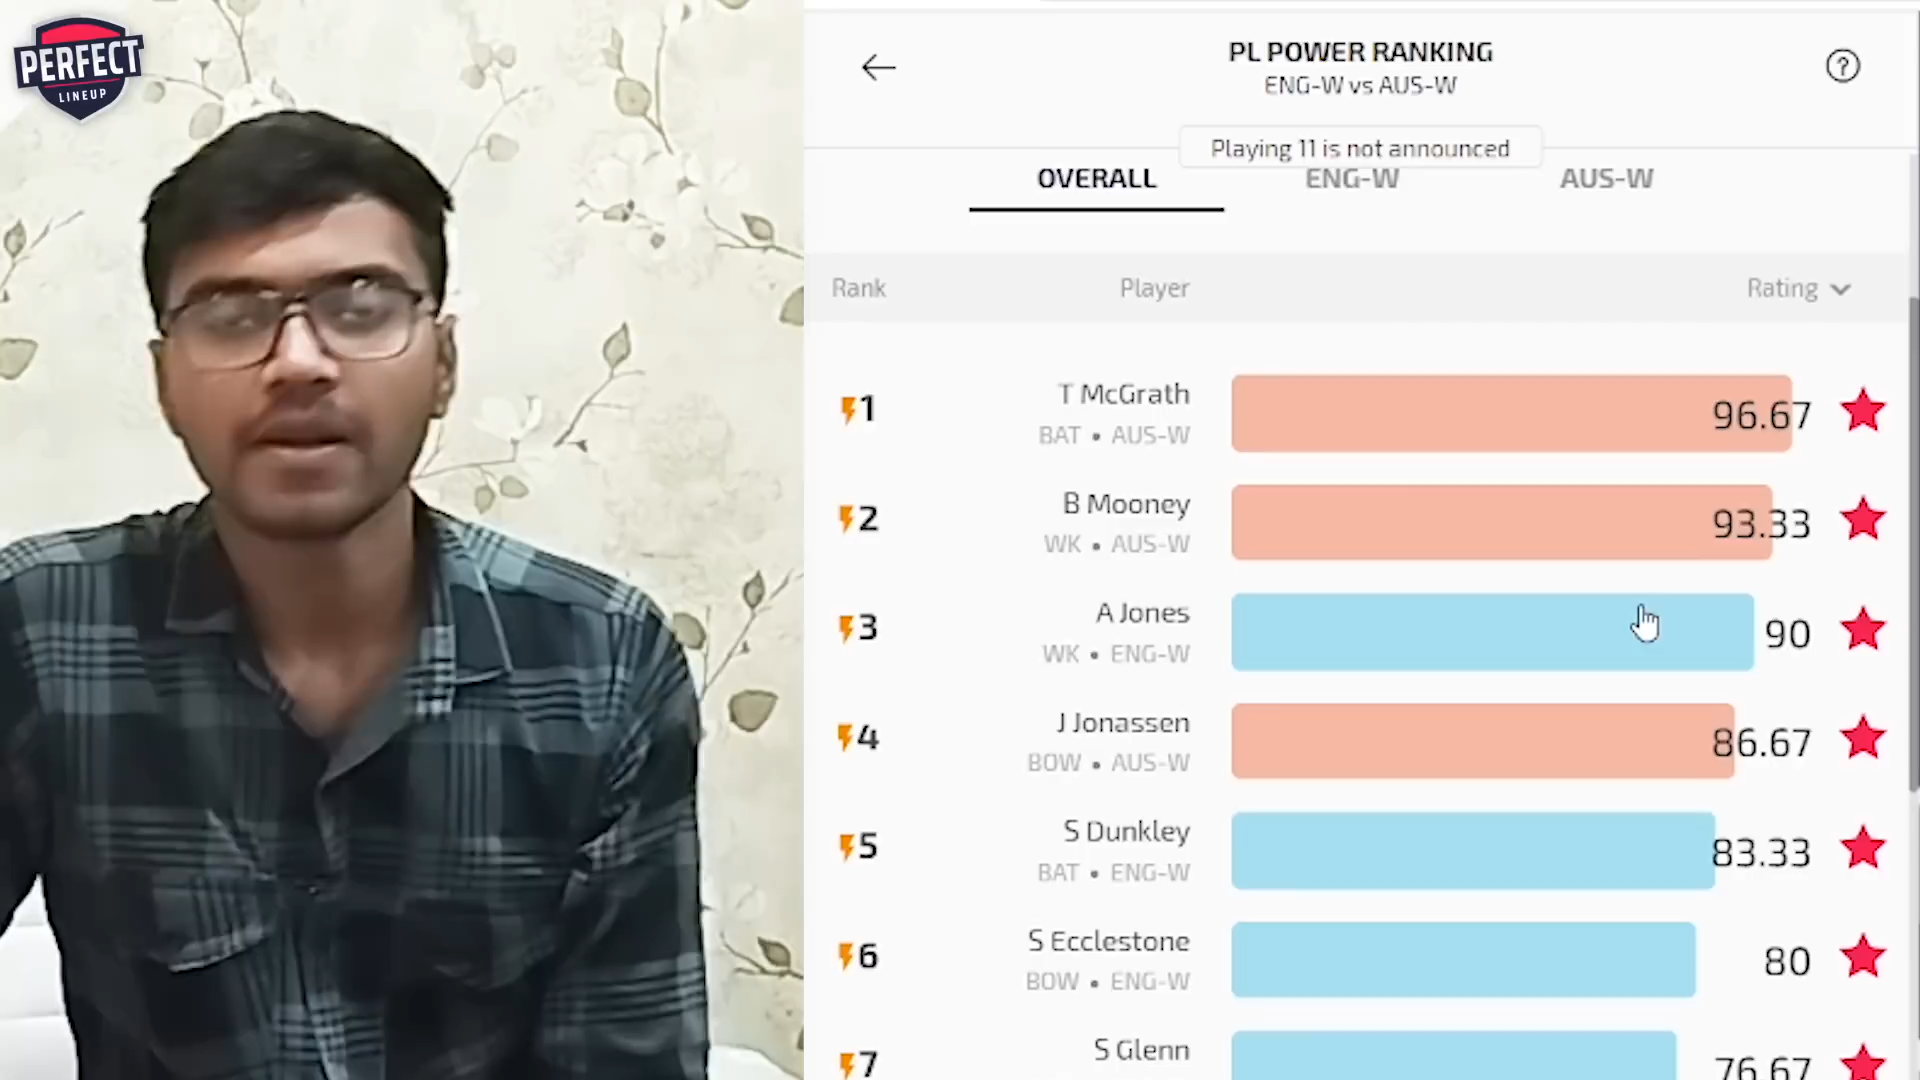 PERFECT
LINEUP
PL POWER RANKING
ENG-W vs AUS-W
Playing 11 is not announced
OVERALL
ENG-W
AUS-W
Rank
Player
Rating
1
T McGrath
BAT • AUS-W
96.67
2
B Mooney
WK • AUS-W
93.33
3
A Jones
WK • ENG-W
90
4
J Jonassen
BOW • AUS-W
86.67
5
S Dunkley
BAT • ENG-W
83.33
6
S Ecclestone
BOW • ENG-W
80
7
S Glenn
76.67